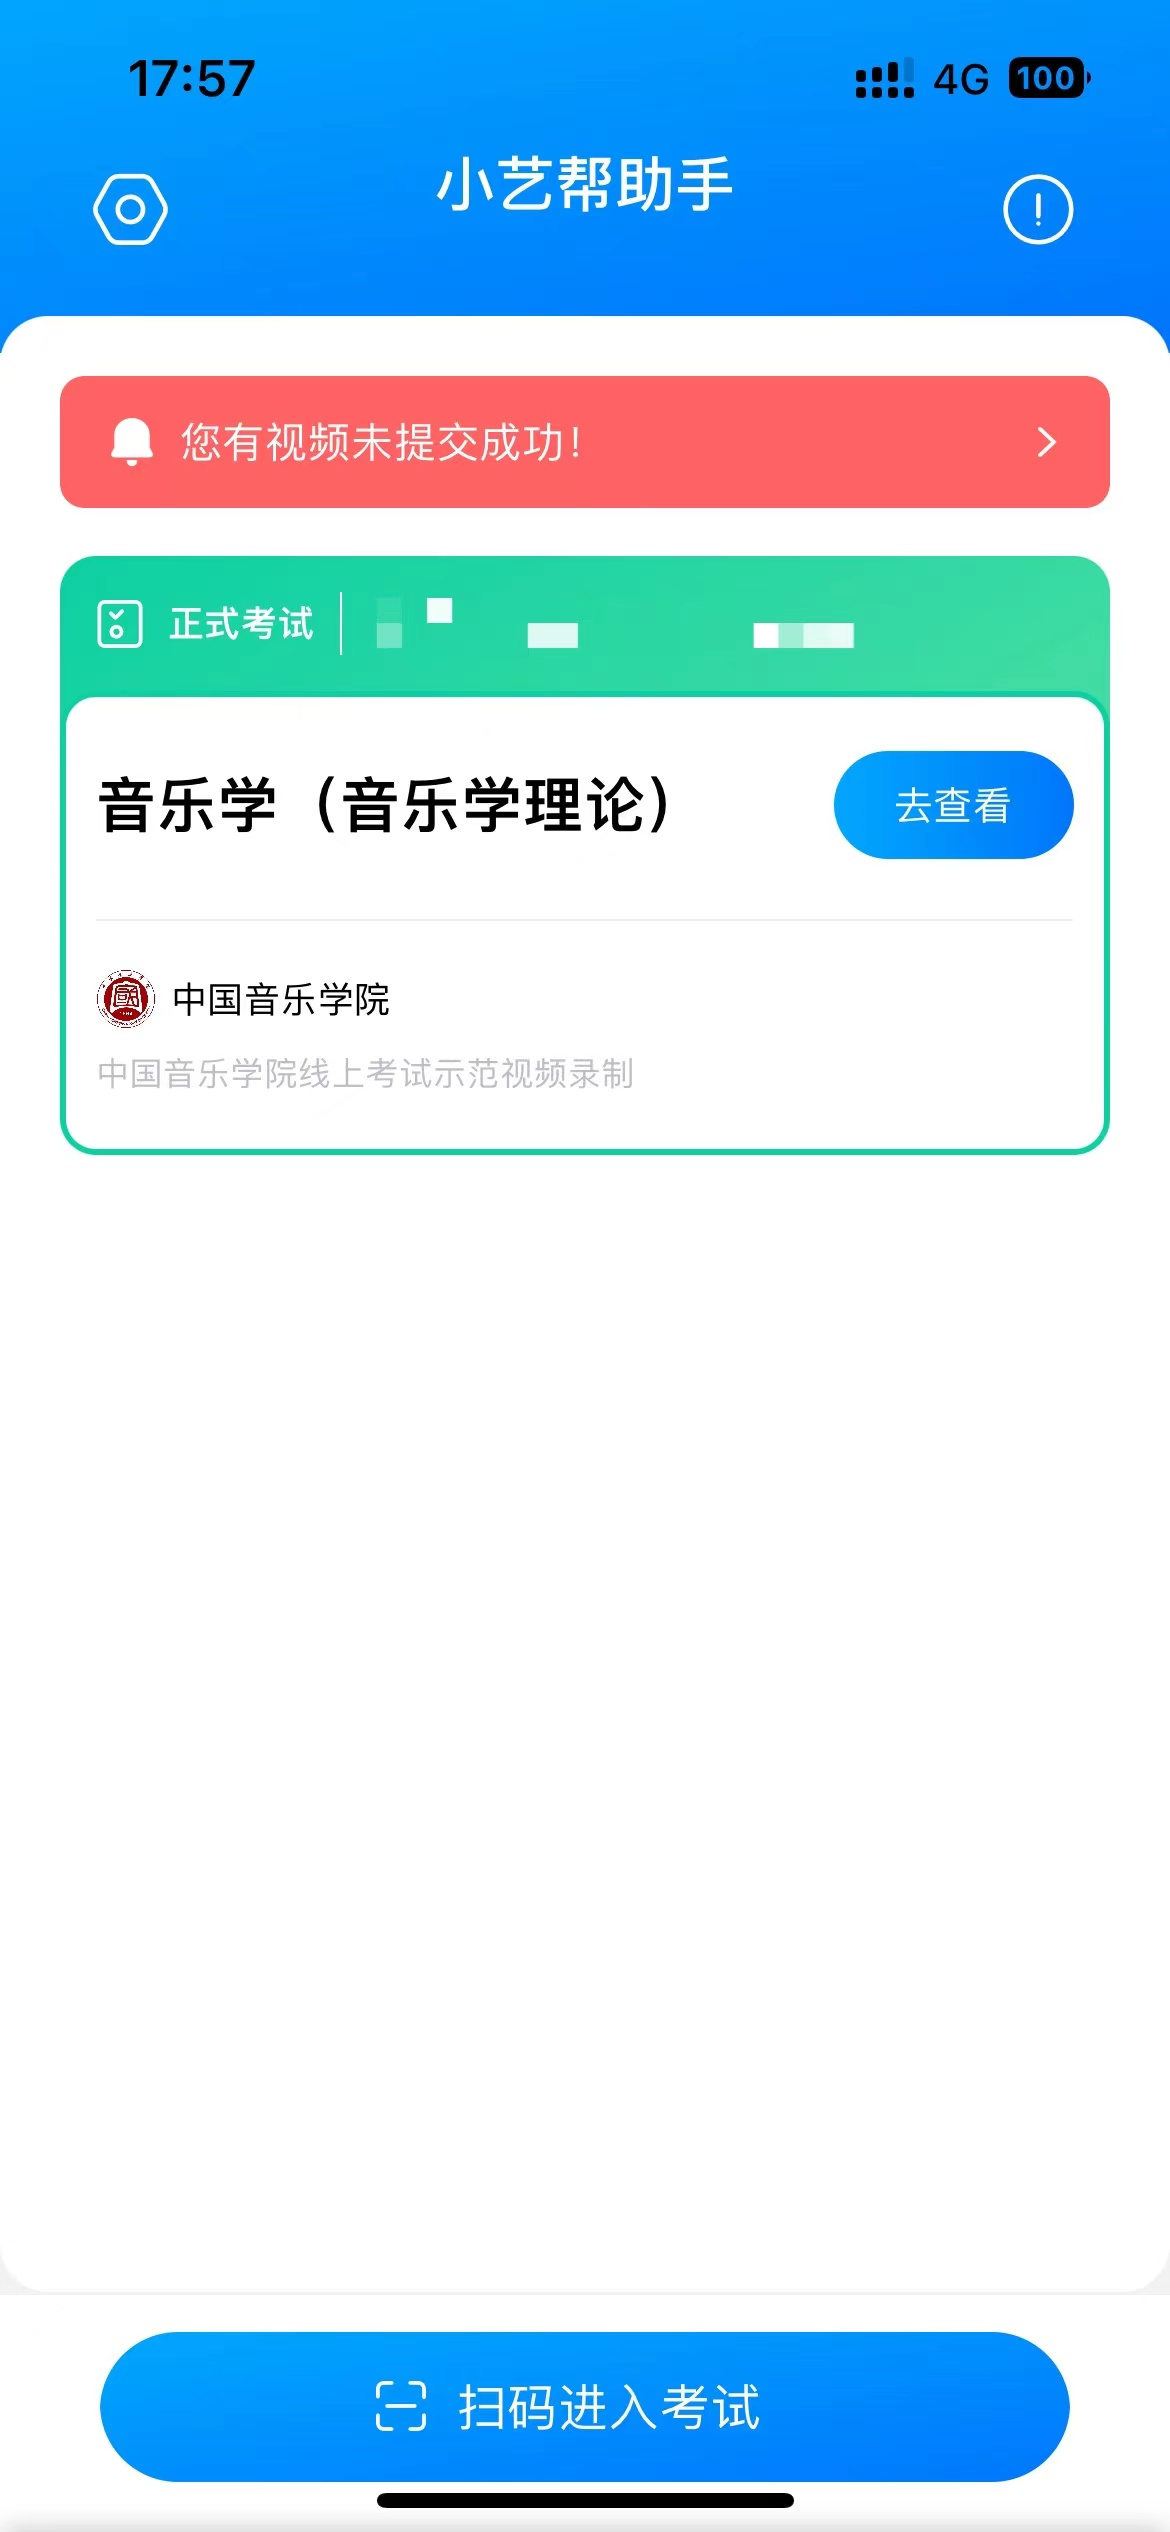 17:57
4G 100
小艺帮助手
您有视频未提交成功!
正式考试
音乐学（音乐学理论）
去查看
中国音乐学院
中国音乐学院线上考试示范视频录制
扫码进入考试